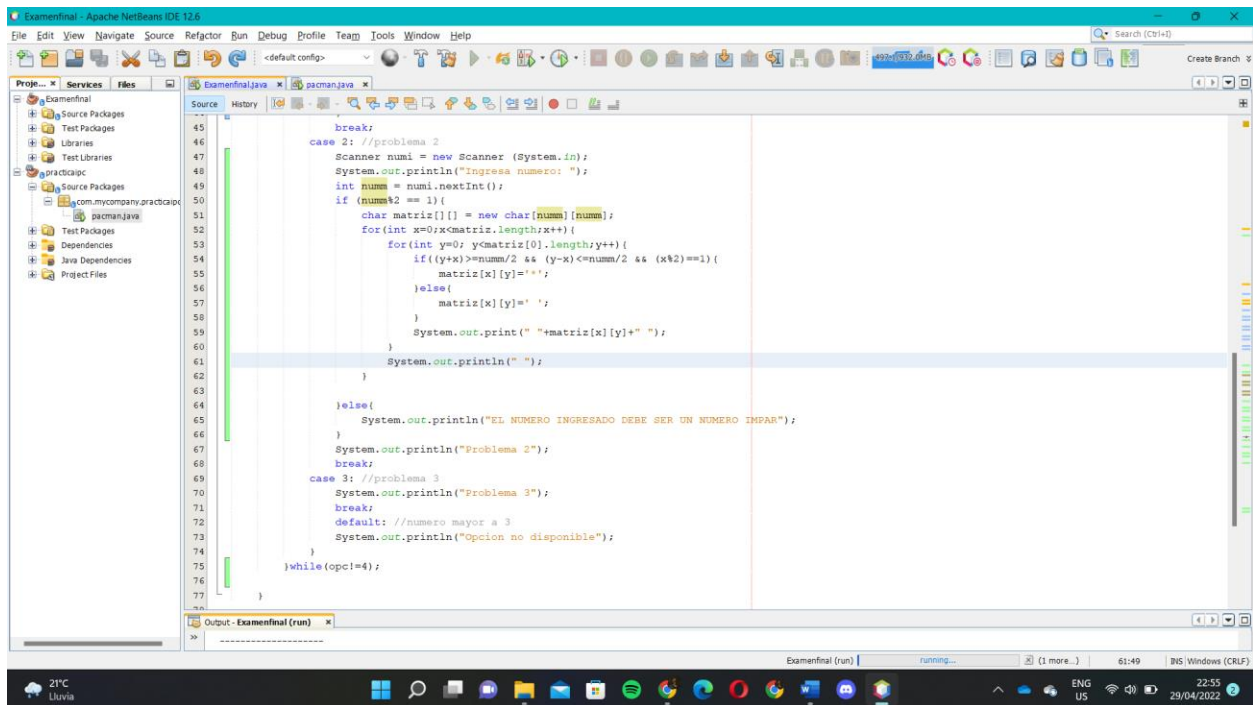 Examenfinal - Apache NetBeans IDE 12.6
File Edit View Navigate Source Refactor Run Debug Profile Team Tools Window Help
Search (Ctrl+I)
<default config>
Create Branch
Proje... Services Files
Examenfinal.java pacman.java
Source History
Examenfinal
Source Packages
Test Packages
Libraries
Test Libraries
practicaipc
Source Packages
com.mycompany.practicaipc
pacman.java
Test Packages
Dependencies
Java Dependencies
Project Files
45 break;
46 case 2: //problema 2
47 Scanner numi = new Scanner (System.in);
48 System.out.println("Ingresa numero: ");
49 int numm = numi.nextInt();
50 if (numm%2 == 1){
51 char matriz[][] = new char[numm][numm];
52 for(int x=0;x<matriz.length;x++){
53 for(int y=0; y<matriz[0].length;y++){
54 if((y+x)>=numm/2 && (y-x)<=numm/2 && (x%2)==1){
55 matriz[x][y]='*';
56 }else{
57 matriz[x][y]=' ';
58 }
59 System.out.print(" "+matriz[x][y]+" ");
60 }
61 System.out.println(" ");
62 }
63
64 }else{
65 System.out.println("EL NUMERO INGRESADO DEBE SER UN NUMERO IMPAR");
66 }
67 System.out.println("Problema 2");
68 break;
69 case 3: //problema 3
70 System.out.println("Problema 3");
71 break;
72 default: //numero mayor a 3
73 System.out.println("Opcion no disponible");
74 }
75 }while(opc!=4);
76
77 }
Output - Examenfinal (run)
--------------------
Examenfinal (run) running... (1 more...) 61:49 INS Windows (CRLF)
21°C
Lluvia
ENG
US
22:55
29/04/2022
2